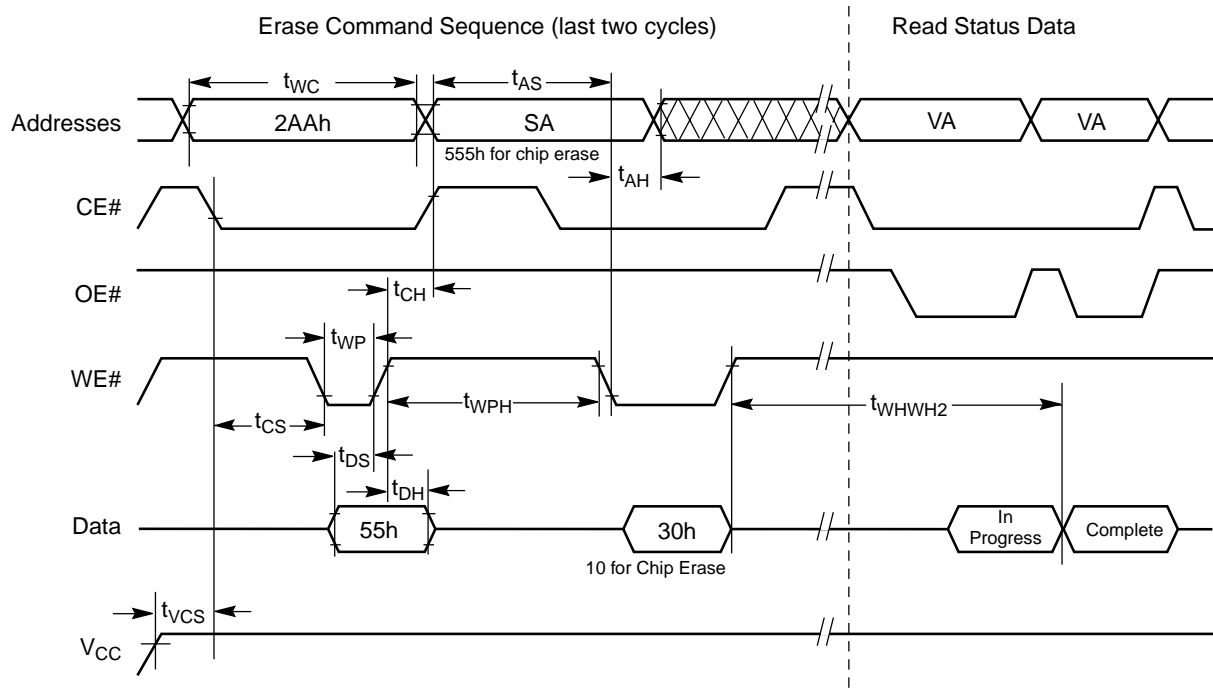 Erase Command Sequence (last two cycles)
Read Status Data
tWC
tAS
Addresses
2AAh
SA
VA
VA
555h for chip erase
tAH
CE#
OE#
tCH
tWP
WE#
tWPH
tWHWH2
tCS
tDS
tDH
Data
55h
30h
In
Progress
Complete
10 for Chip Erase
tVCS
VCC